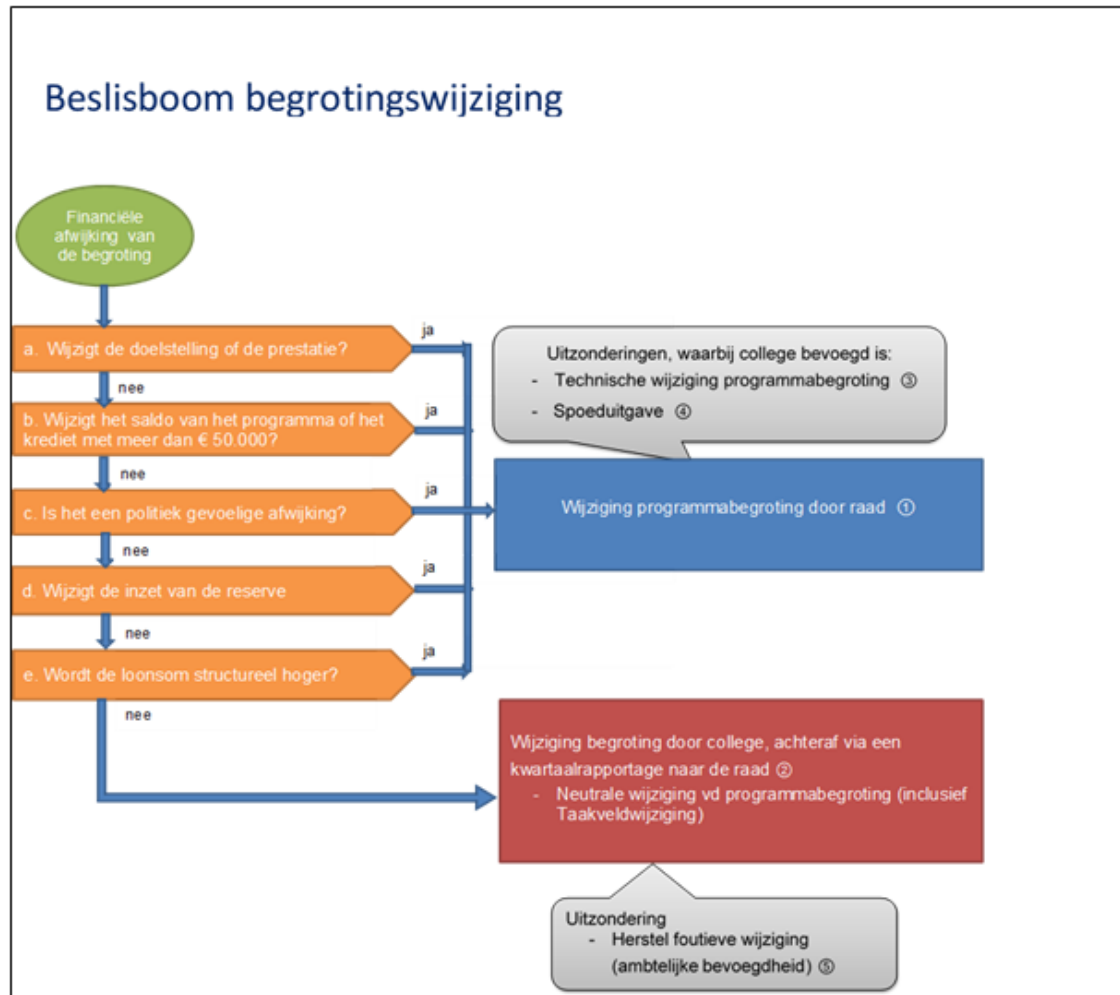 Beslisboom begrotingswijziging
Financiële
afwijking van
de begroting
a. Wijzigt de doelstelling of de prestatie?
ja
nee
b. Wijzigt het saldo van het programma of het
krediet met meer dan € 50.000?
ja
nee
c. Is het een politiek gevoelige afwijking?
ja
nee
d. Wijzigt de inzet van de reserve
ja
nee
e. Wordt de loonsom structureel hoger?
ja
nee
Uitzonderingen, waarbij college bevoegd is:
- Technische wijziging programmabegroting ③
- Spoeduitgave ④
Wijziging programmabegroting door raad ①
Wijziging begroting door college, achteraf via een
kwartaalrapportage naar de raad ②
- Neutrale wijziging vd programmabegroting (inclusief
Taakveldwijziging)
Uitzondering
- Herstel foutieve wijziging
(ambtelijke bevoegdheid) ⑤